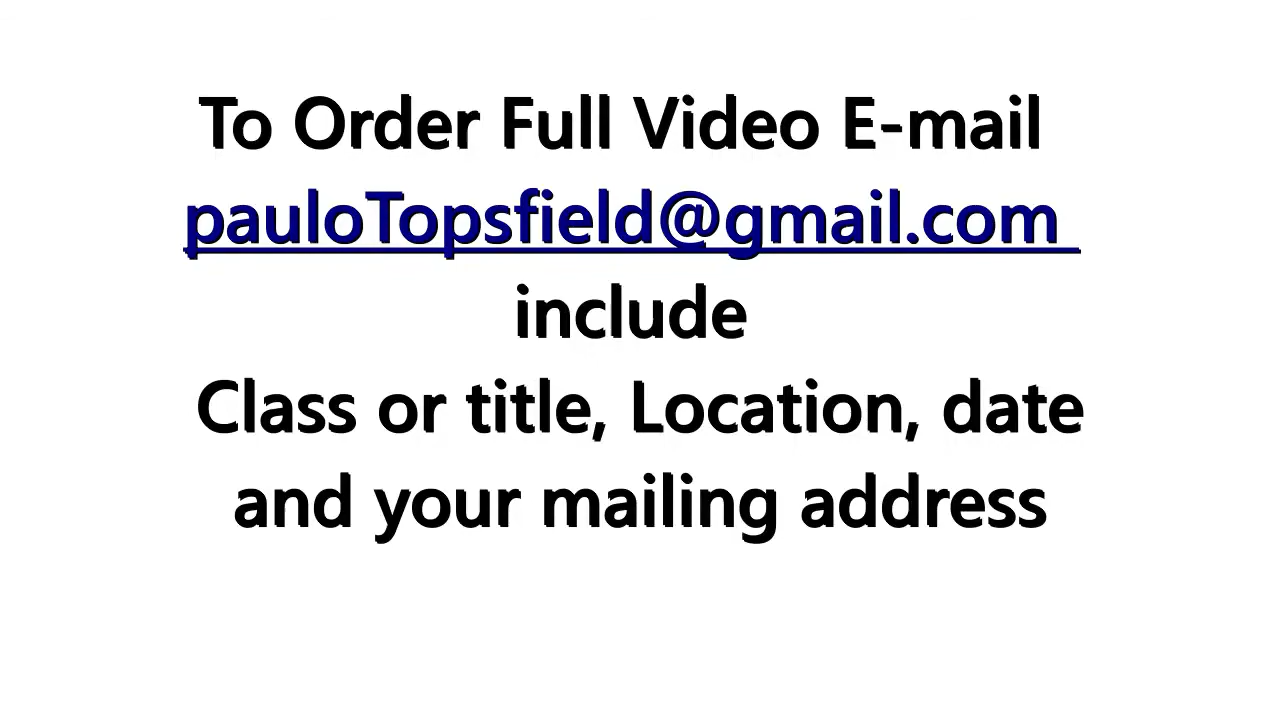 To Order Full Video E-mail
pauloTopsfield@gmail.com
include
Class or title, Location, date
and your mailing address